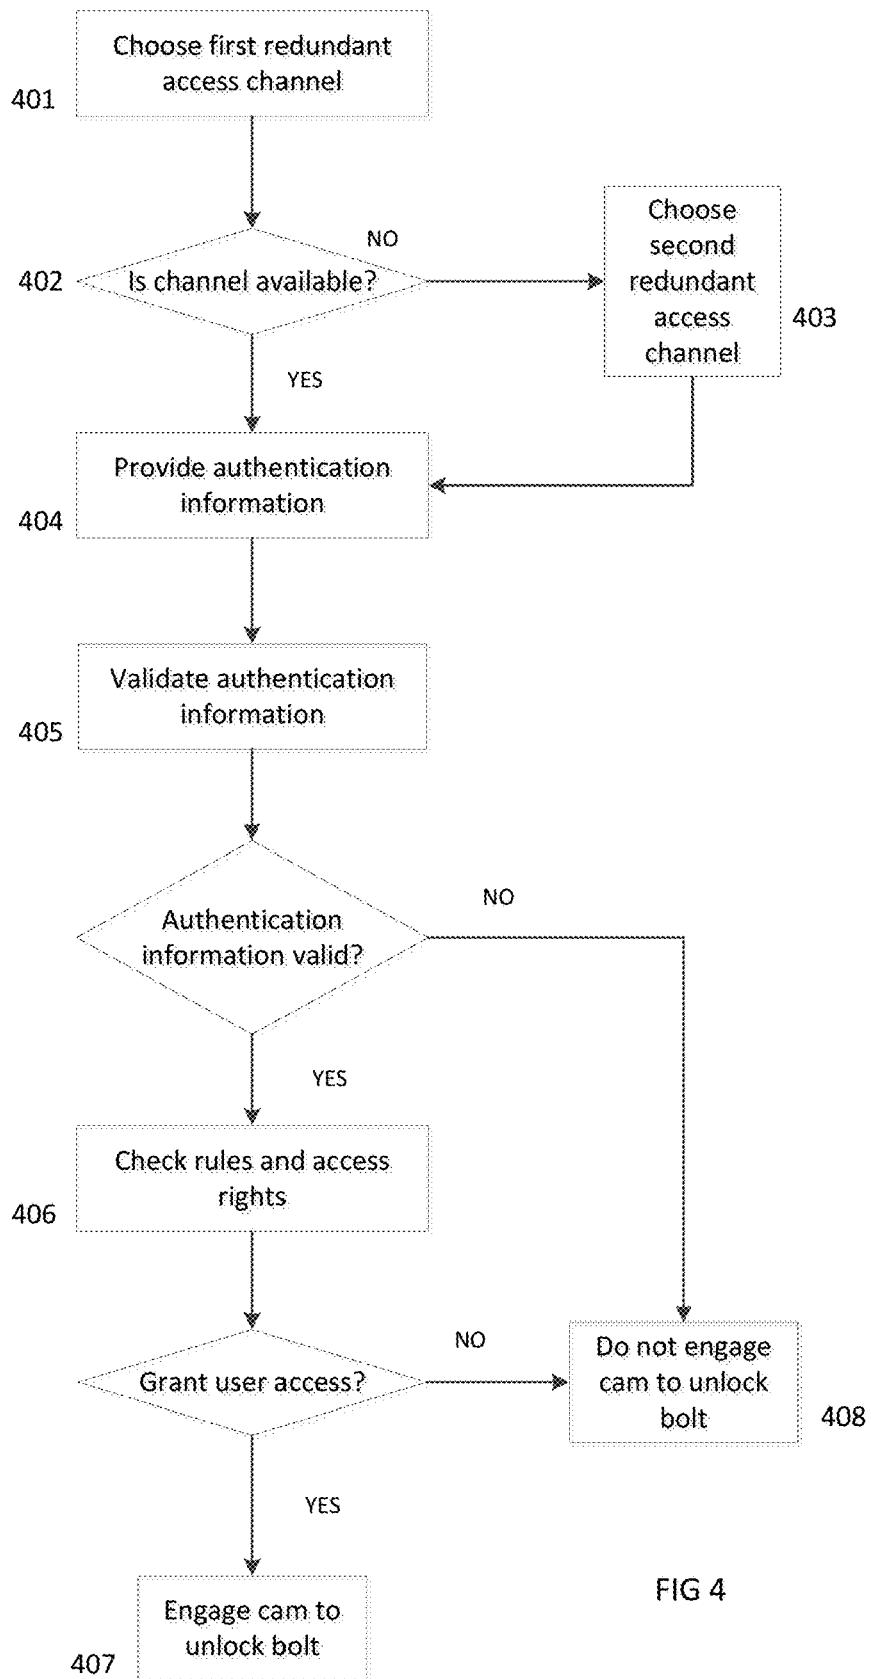 Choose first redundant
access channel
401
NO
Choose
second
redundant
access
channel
402
Is channel available?
403
YES
Provide authentication
information
404
Validate authentication
information
405
Authentication
information valid?
NO
YES
Check rules and access
rights
406
NO
Grant user access?
Do not engage
cam to unlock
bolt
408
YES
Engage cam to
unlock bolt
407
FIG 4